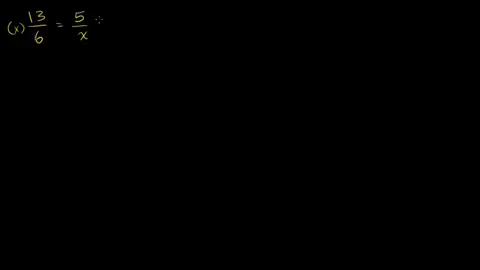 (x) 13/6 = 5/x